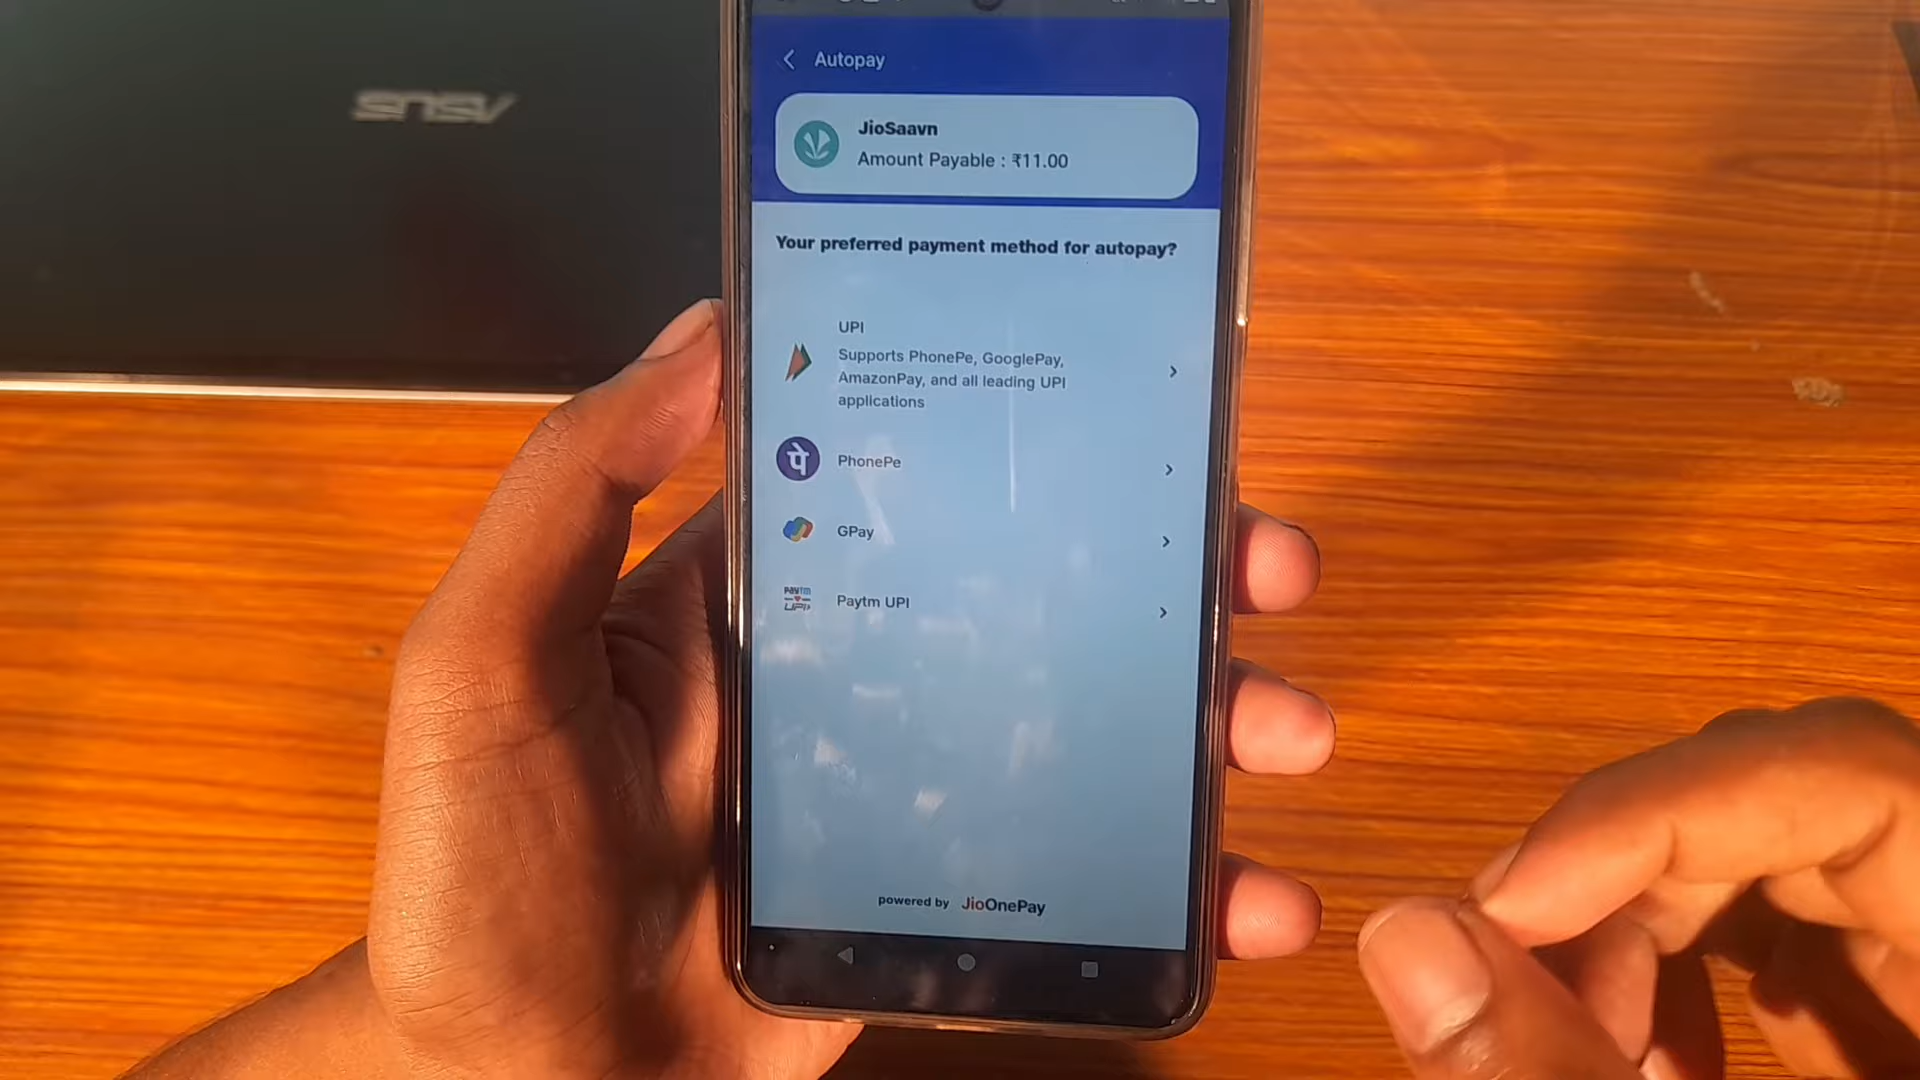 ASUS
Autopay
JioSaavn
Amount Payable : ₹11.00
Your preferred payment method for autopay?
UPI
Supports PhonePe, GooglePay,
AmazonPay, and all leading UPI
applications
पे
PhonePe
GPay
Paytm
UPI
Paytm UPI
powered by JioOnePay